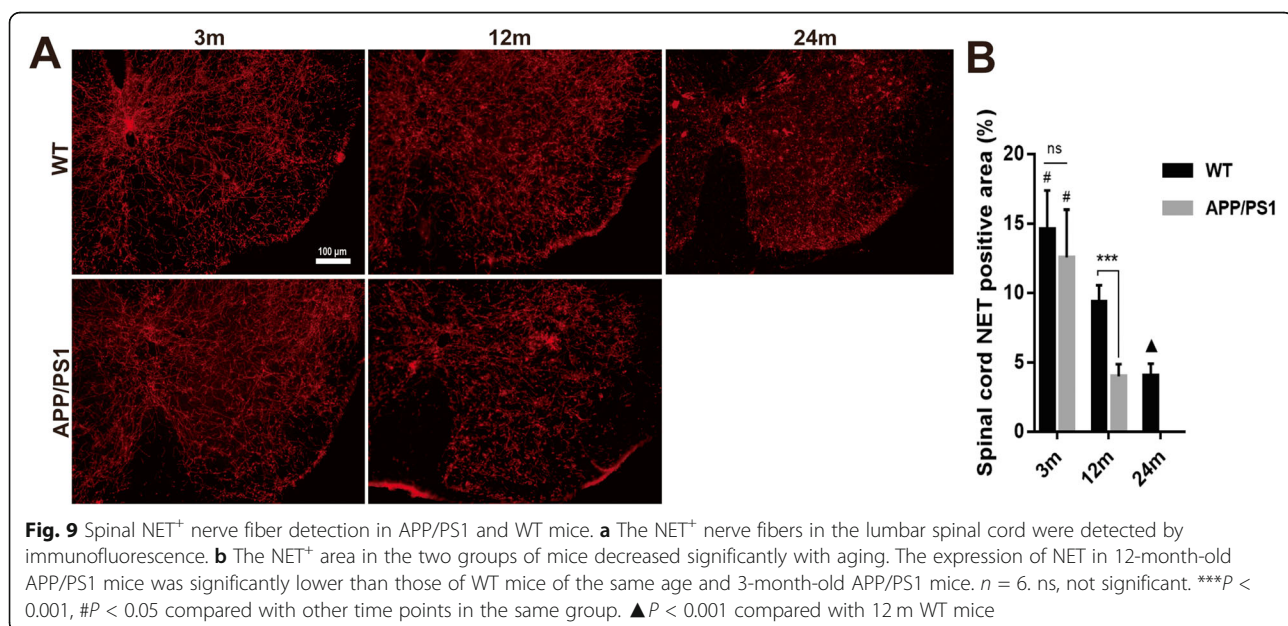 3m
12m
24m
A
B
WT
APP/PS1
100 µm
Spinal cord NET positive area (%)
20
15
10
5
0
ns
#
#
***
▲
WT
APP/PS1
3m
12m
24m
Fig. 9 Spinal NET⁺ nerve fiber detection in APP/PS1 and WT mice. a The NET⁺ nerve fibers in the lumbar spinal cord were detected by
immunofluorescence. b The NET⁺ area in the two groups of mice decreased significantly with aging. The expression of NET in 12-month-old
APP/PS1 mice was significantly lower than those of WT mice of the same age and 3-month-old APP/PS1 mice. n = 6. ns, not significant. ***P <
0.001, #P < 0.05 compared with other time points in the same group. ▲P < 0.001 compared with 12 m WT mice